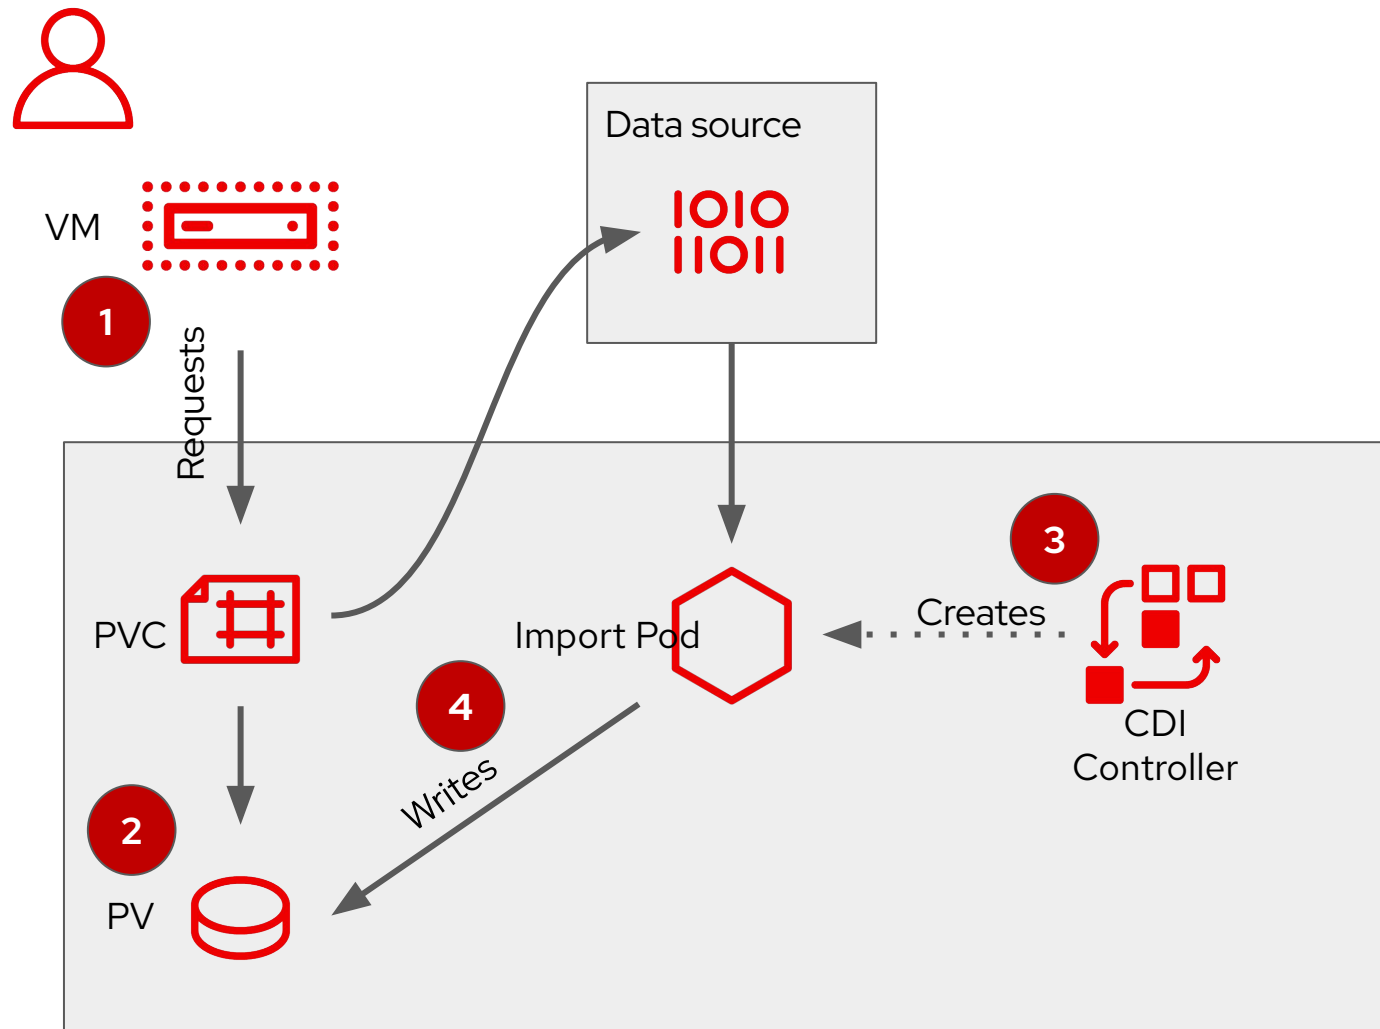 Data source
1010
11011
VM
1
Requests
3
Creates
PVC
Import Pod
4
CDI
Controller
Writes
2
PV